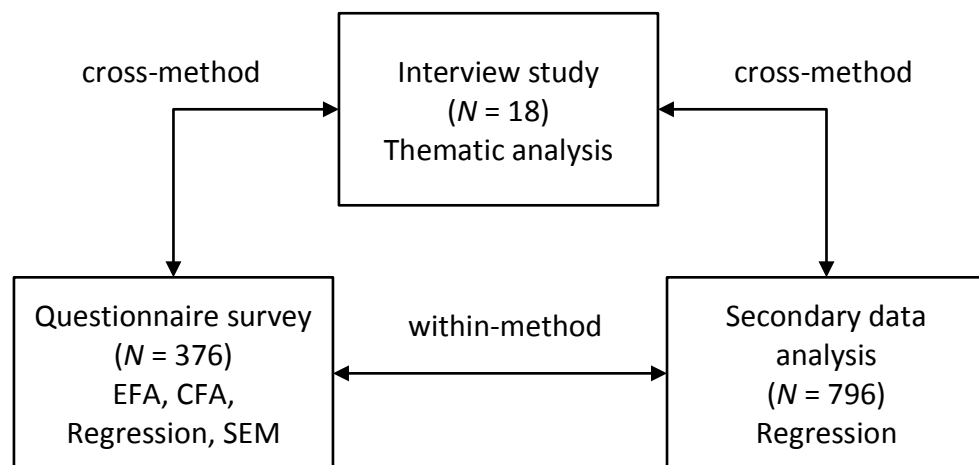 cross-method
Interview study
(N = 18)
Thematic analysis
cross-method
Questionnaire survey
(N = 376)
EFA, CFA,
Regression, SEM
within-method
Secondary data
analysis
(N = 796)
Regression